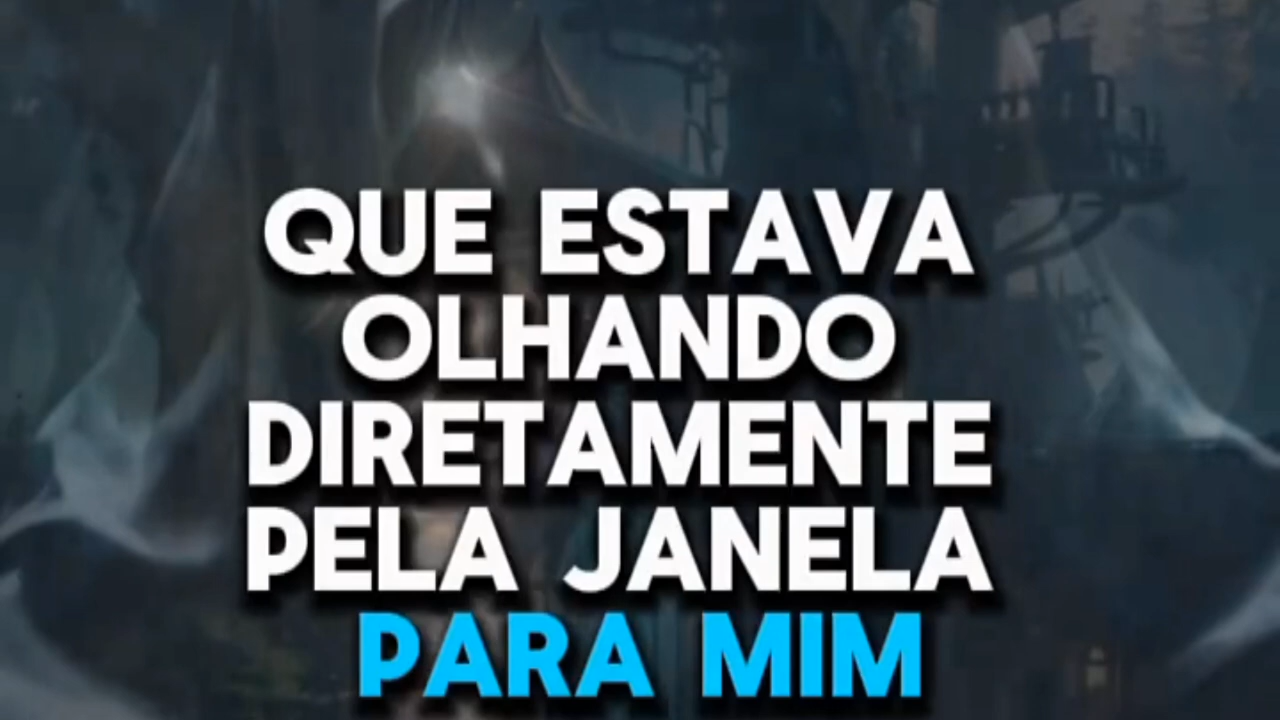 QUE ESTAVA
OLHANDO
DIRETAMENTE
PELA JANELA
PARA MIM